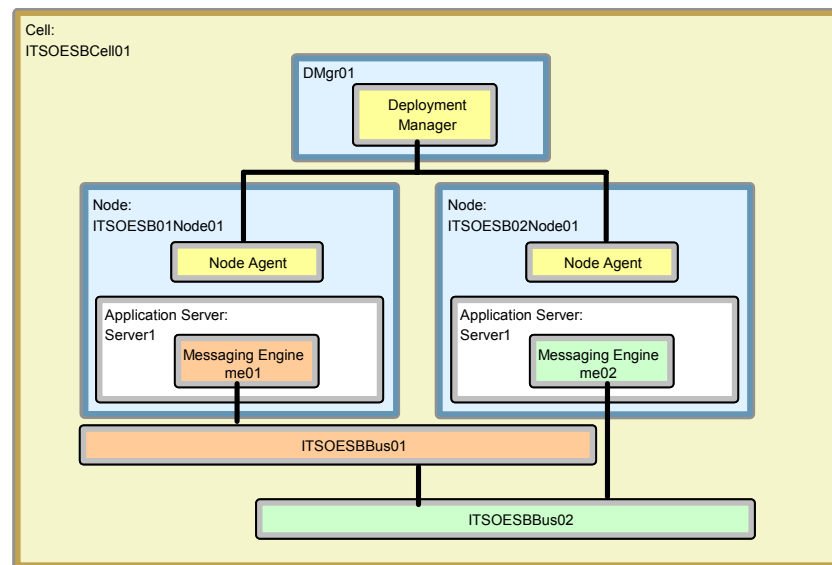 Cell:
ITSOESBCell01
DMgr01
Deployment
Manager
Node:
ITSOESB01Node01
Node Agent
Application Server:
Server1
Messaging Engine
me01
Node:
ITSOESB02Node01
Node Agent
Application Server:
Server1
Messaging Engine
me02
ITSOESBBus01
ITSOESBBus02